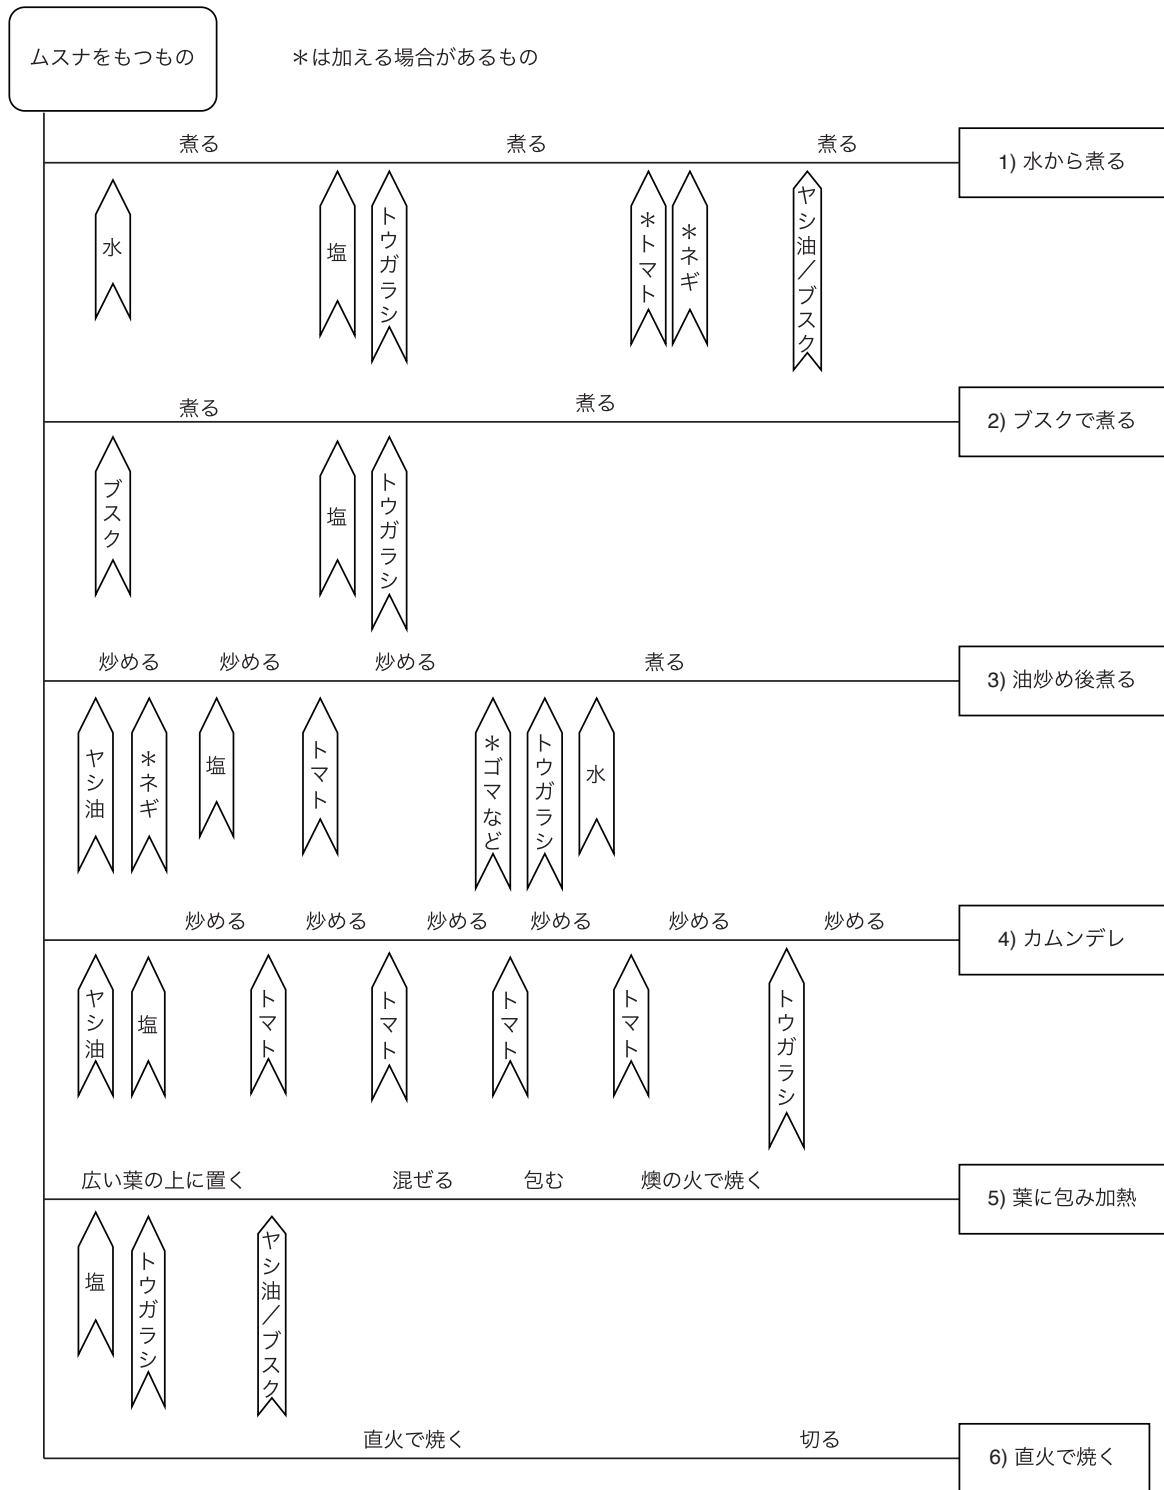 ムスナをもつもの
＊は加える場合があるもの
煮る
煮る
煮る
1) 水から煮る
水
塩
トウガラシ
＊トマト
＊ネギ
ヤシ油／ブスク
煮る
煮る
2) ブスクで煮る
ブスク
塩
トウガラシ
炒める
炒める
炒める
煮る
3) 油炒め後煮る
ヤシ油
＊ネギ
塩
トマト
＊ゴマなど
トウガラシ
水
炒める
炒める
炒める
炒める
炒める
炒める
4) カムンデレ
ヤシ油
塩
トマト
トマト
トマト
トマト
トウガラシ
広い葉の上に置く
混ぜる
包む
燠の火で焼く
5) 葉に包み加熱
塩
トウガラシ
ヤシ油／ブスク
直火で焼く
切る
6) 直火で焼く